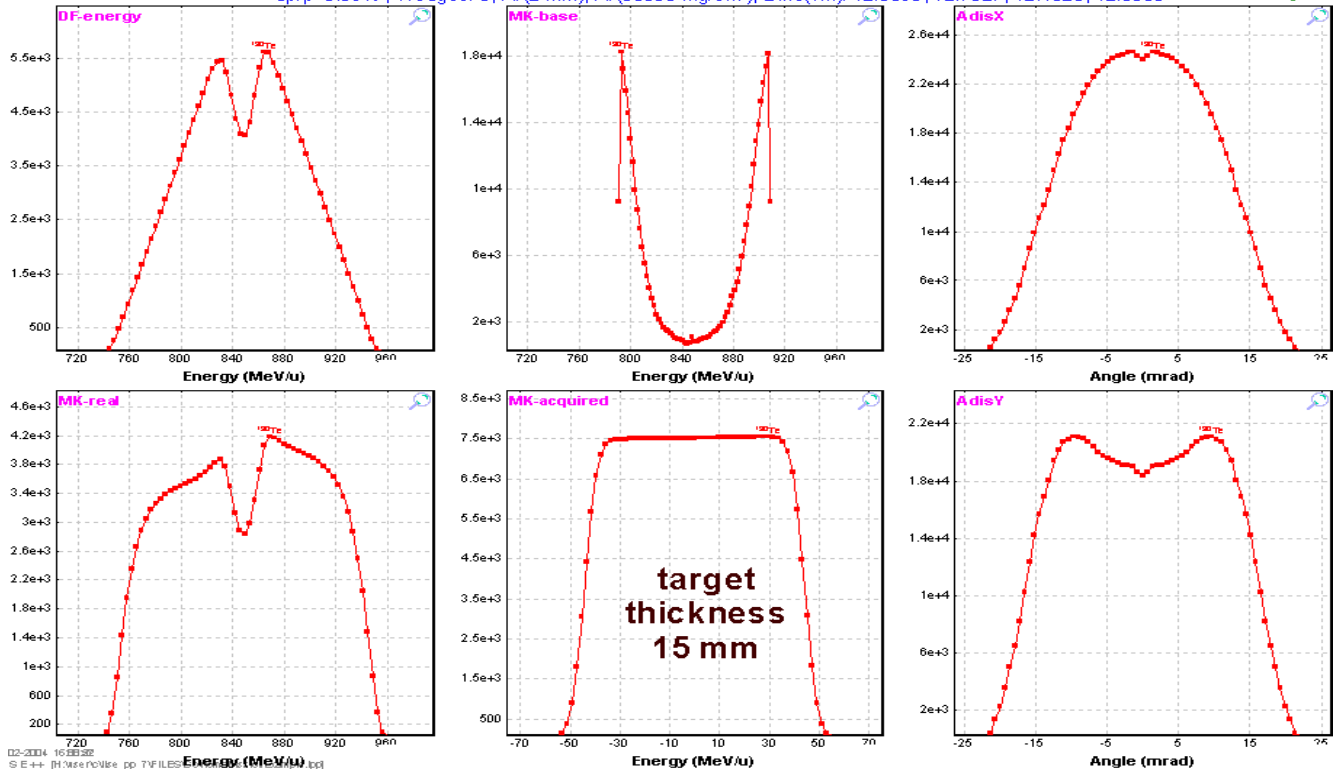 DF-energy
MK-base
AdisX
130Te
5.5e+3
4.5e+3
3.5e+3
2.5e+3
1.5e+3
500
720 760 800 840 880 920 960
Energy (MeV/u)
1.8e+4
1.4e+4
1e+4
6e+3
2e+3
720 760 800 840 880 920 960
Energy (MeV/u)
2.6e+4
2.2e+4
1.8e+4
1.4e+4
1e+4
6e+3
2e+3
-25 -15 -5 5 15 25
Angle (mrad)
MK-real
4.6e+3
4.2e+3
3.8e+3
3.4e+3
3e+3
2.6e+3
2.2e+3
1.8e+3
1.4e+3
1e+3
600
200
720 760 800 840 880 920 960
Energy (MeV/u)
MK-acquired
8.5e+3
7.5e+3
6.5e+3
5.5e+3
4.5e+3
3.5e+3
2.5e+3
1.5e+3
500
target
thickness
15 mm
-70 -50 -30 -10 10 30 50 70
Energy (MeV/u)
AdisY
2.2e+4
1.8e+4
1.4e+4
1e+4
6e+3
2e+3
-25 -15 -5 5 15 25
Angle (mrad)
02-2004